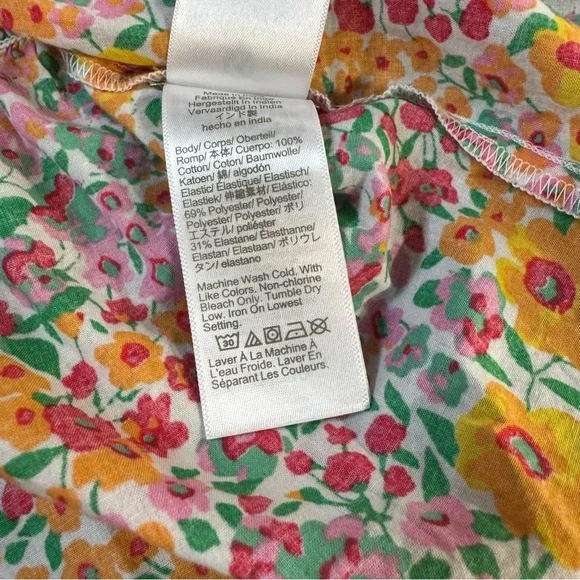 Made In India
Fabriqué En Inde
Hergestellt In Indien
Vervaardigd In India
インド製
hecho en india
Body/ Corps/ Oberteil/
Romp/ 本体/ Cuerpo: 100%
Cotton/ Coton/ Baumwolle/
Katoen/ 綿/ algodón
Elastic/ Élastique/ Elastisch/
Elastiek/ 伸縮素材/ Elástico:
69% Polyester/ Polyester/
Polyester/ Polyester/ ポリ
エステル/ poliéster
31% Elastane/ Elasthanne/
Elastan/ Elastaan/ ポリウレ
タン/ elastano
Machine Wash Cold. With
Like Colors. Non-chlorine
Bleach Only. Tumble Dry
Low. Iron On Lowest
Setting.
30
Laver À La Machine À
L'eau Froide. Laver En
Séparant Les Couleurs.